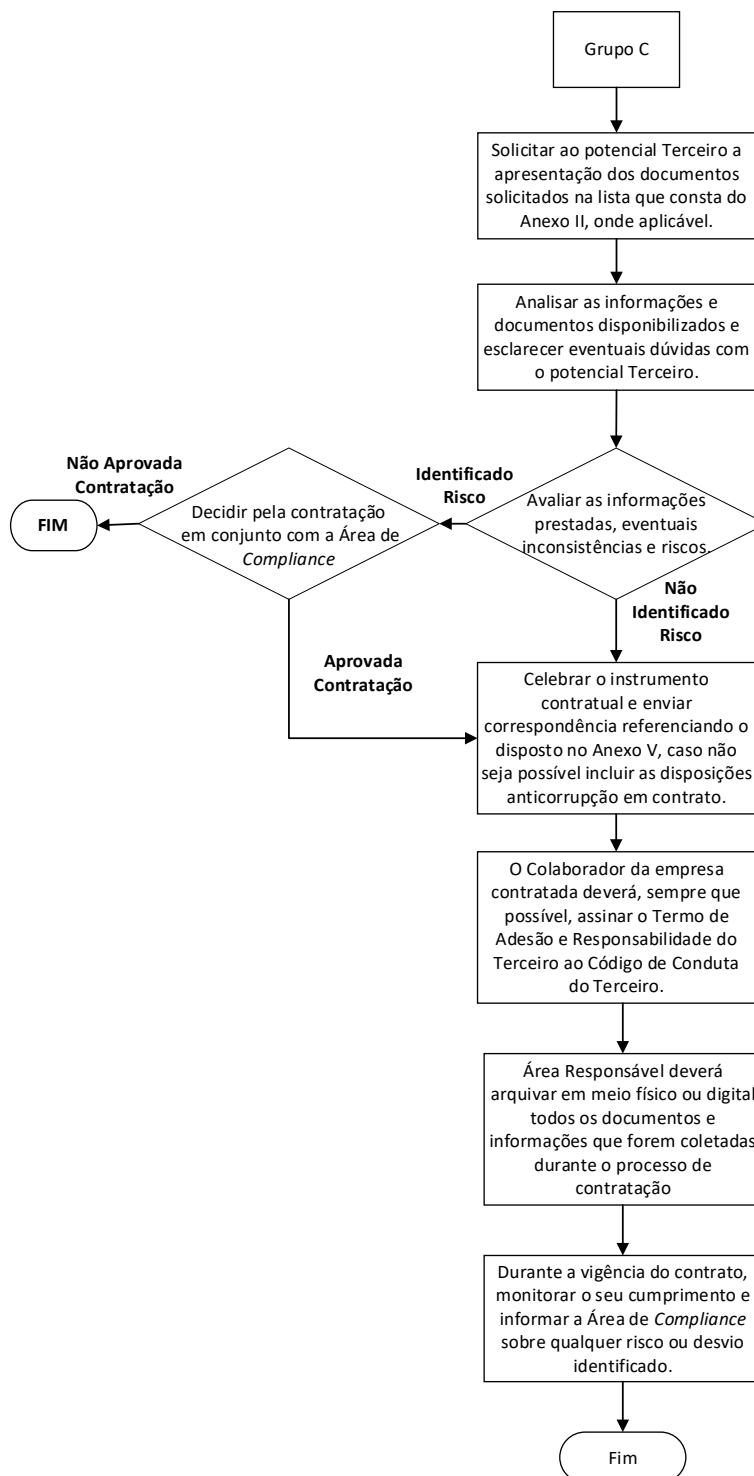 Grupo C
Solicitar ao potencial Terceiro a
apresentação dos documentos
solicitados na lista que consta do
Anexo II, onde aplicável.
Analisar as informações e
documentos disponibilizados e
esclarecer eventuais dúvidas com
o potencial Terceiro.
Avaliar as informações
prestadas, eventuais
inconsistências e riscos.
Identificado
Risco
Decidir pela contratação
em conjunto com a Área de
Compliance
Não Aprovada
Contratação
FIM
Não
Identificado
Risco
Aprovada
Contratação
Celebrar o instrumento
contratual e enviar
correspondência referenciando o
disposto no Anexo V, caso não
seja possível incluir as disposições
anticorrupção em contrato.
O Colaborador da empresa
contratada deverá, sempre que
possível, assinar o Termo de
Adesão e Responsabilidade do
Terceiro ao Código de Conduta
do Terceiro.
Área Responsável deverá
arquivar em meio físico ou digital
todos os documentos e
informações que forem coletadas
durante o processo de
contratação
Durante a vigência do contrato,
monitorar o seu cumprimento e
informar a Área de Compliance
sobre qualquer risco ou desvio
identificado.
Fim